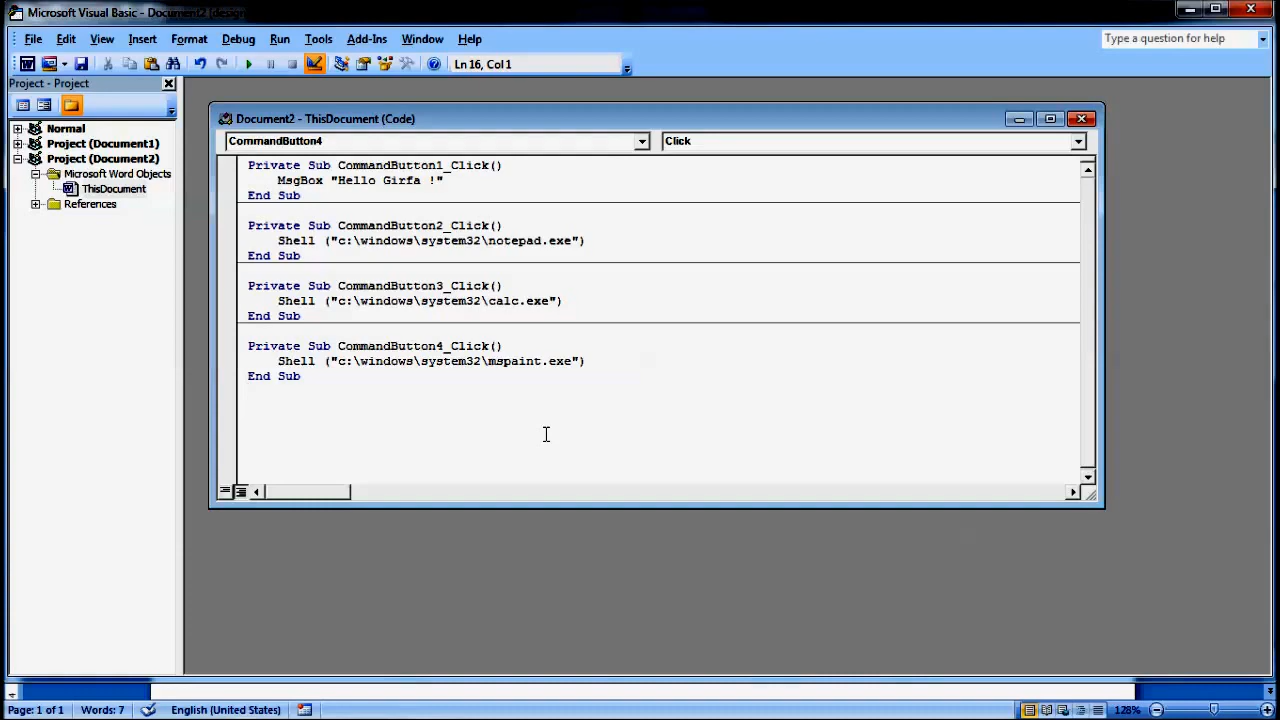 Microsoft Visual Basic - Document2 (design)
File Edit View Insert Format Debug Run Tools Add-Ins Window Help
Type a question for help
Ln 16, Col 1
Project - Project
Normal
Project (Document1)
Project (Document2)
Microsoft Word Objects
ThisDocument
References
Document2 - ThisDocument (Code)
CommandButton4
Click
Private Sub CommandButton1_Click()
MsgBox "Hello Girfa !"
End Sub
Private Sub CommandButton2_Click()
Shell ("c:\windows\system32\notepad.exe")
End Sub
Private Sub CommandButton3_Click()
Shell ("c:\windows\system32\calc.exe")
End Sub
Private Sub CommandButton4_Click()
Shell ("c:\windows\system32\mspaint.exe")
End Sub
Page: 1 of 1 Words: 7 English (United States) 128%